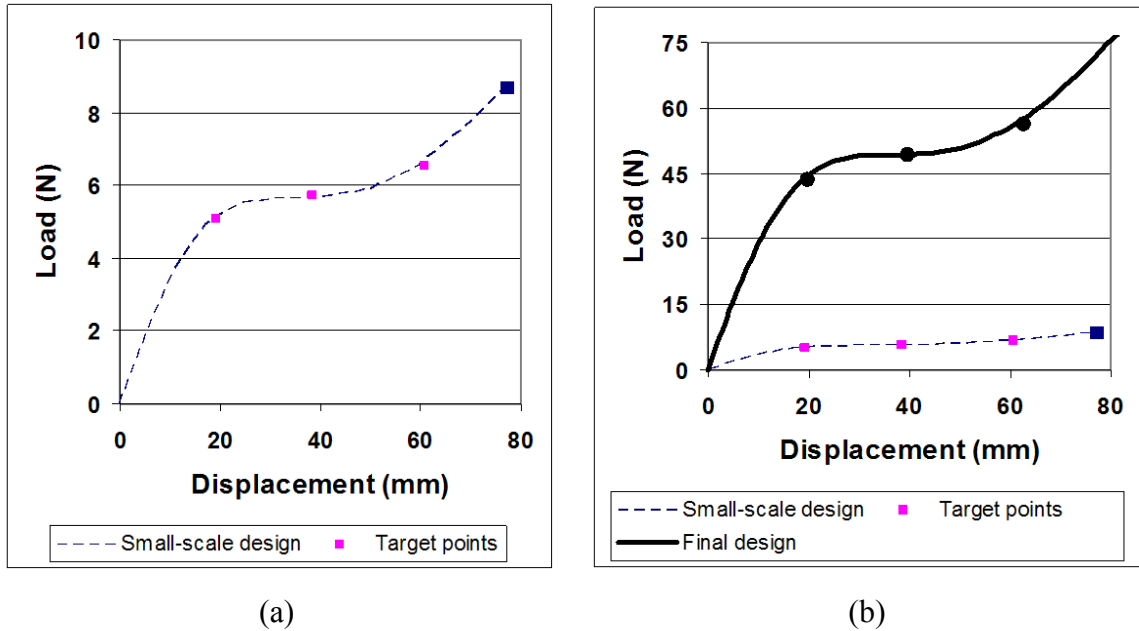 10
8
6
4
2
0
Load (N)
0 20 40 60 80
Displacement (mm)
Small-scale design Target points
(a)
75
60
45
30
15
0
Load (N)
0 20 40 60 80
Displacement (mm)
Small-scale design Target points
Final design
(b)